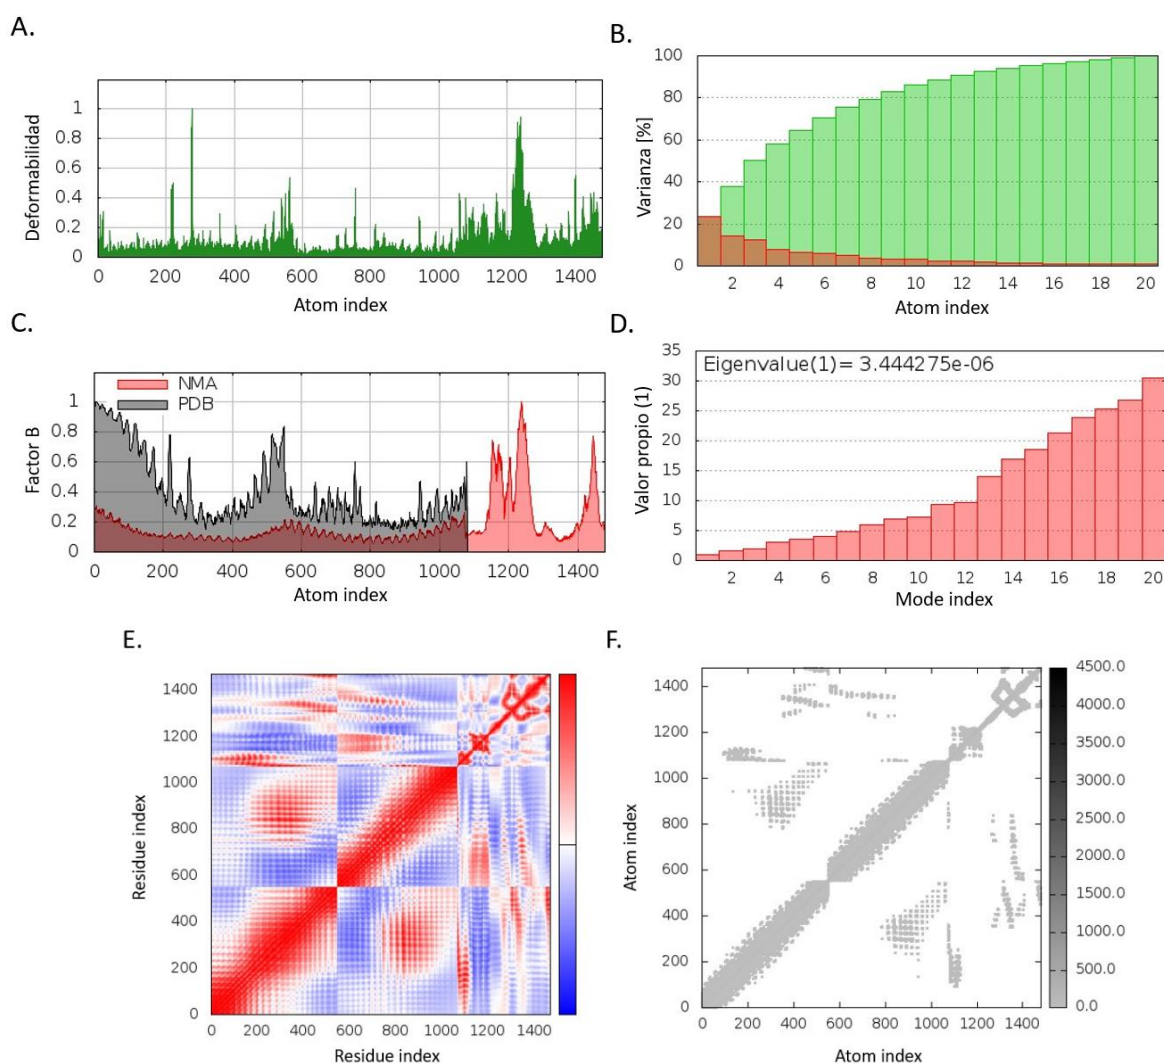 A.
Deformabilidad
1
0.8
0.6
0.4
0.2
0
0 200 400 600 800 1000 1200 1400
Atom index
B.
Varianza [%]
100
80
60
40
20
0
2 4 6 8 10 12 14 16 18 20
Atom index
C.
Factor B
NMA
PDB
1
0.8
0.6
0.4
0.2
0
0 200 400 600 800 1000 1200 1400
Atom index
D.
Valor propio (1)
Eigenvalue(1)= 3.444275e-06
35
30
25
20
15
10
5
0
2 4 6 8 10 12 14 16 18 20
Mode index
E.
Residue index
1400
1200
1000
800
600
400
200
0
0 200 400 600 800 1000 1200 1400
Residue index
F.
Atom index
1400
1200
1000
800
600
400
200
0
0 200 400 600 800 1000 1200 1400
Atom index
4500.0
4000.0
3500.0
3000.0
2500.0
2000.0
1500.0
1000.0
500.0
0.0